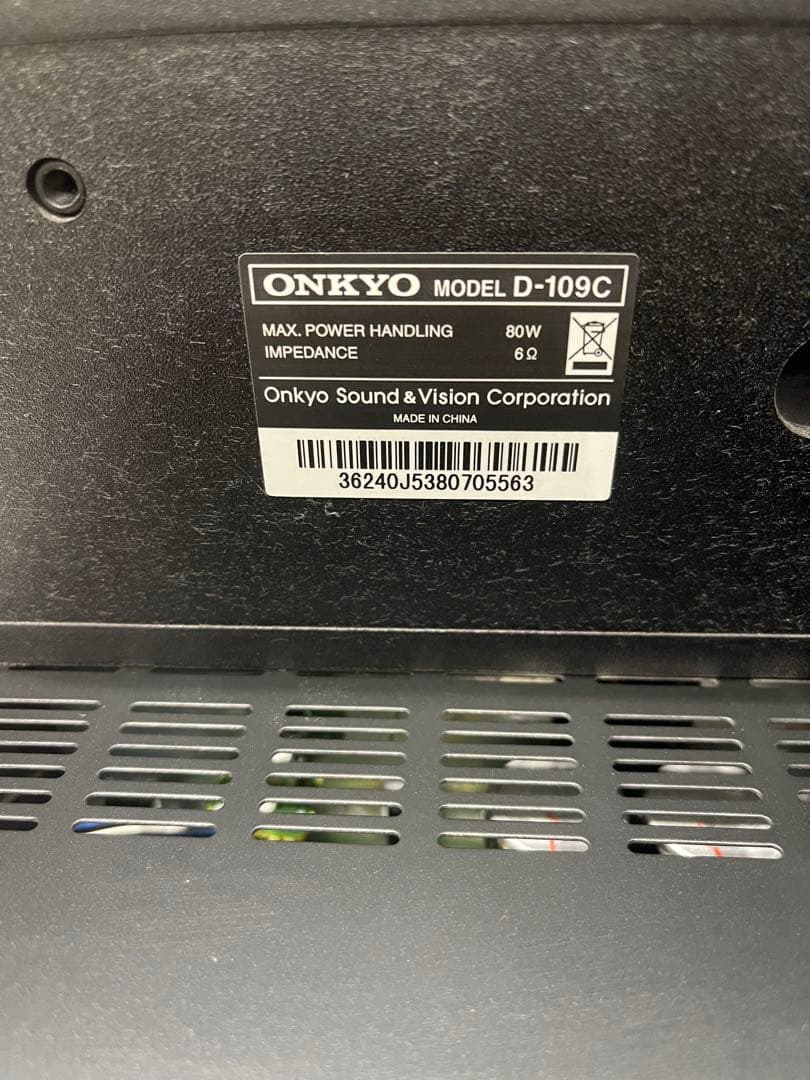 ONKYO MODEL D-109C
MAX. POWER HANDLING 80W
IMPEDANCE 6Ω
Onkyo Sound & Vision Corporation
MADE IN CHINA
36240J5380705563